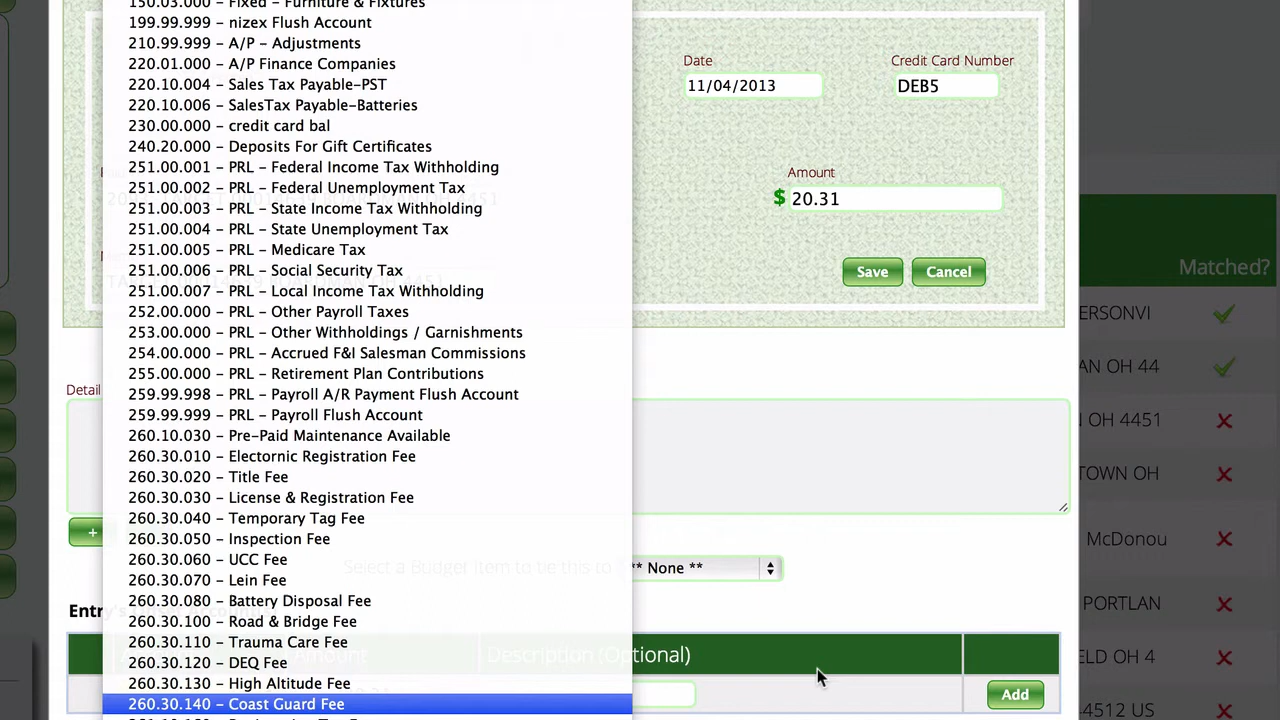 150.03.000 – Fixed – Furniture & Fixtures
199.99.999 – nizex Flush Account
210.99.999 – A/P – Adjustments
220.01.000 – A/P Finance Companies
220.10.004 – Sales Tax Payable-PST
220.10.006 – SalesTax Payable-Batteries
230.00.000 – credit card bal
240.20.000 – Deposits For Gift Certificates
251.00.001 – PRL – Federal Income Tax Withholding
251.00.002 – PRL – Federal Unemployment Tax
251.00.003 – PRL – State Income Tax Withholding
251.00.004 – PRL – State Unemployment Tax
251.00.005 – PRL – Medicare Tax
251.00.006 – PRL – Social Security Tax
251.00.007 – PRL – Local Income Tax Withholding
252.00.000 – PRL – Other Payroll Taxes
253.00.000 – PRL – Other Withholdings / Garnishments
254.00.000 – PRL – Accrued F&I Salesman Commissions
255.00.000 – PRL – Retirement Plan Contributions
259.99.998 – PRL – Payroll A/R Payment Flush Account
259.99.999 – PRL – Payroll Flush Account
260.10.030 – Pre-Paid Maintenance Available
260.30.010 – Electornic Registration Fee
260.30.020 – Title Fee
260.30.030 – License & Registration Fee
260.30.040 – Temporary Tag Fee
260.30.050 – Inspection Fee
260.30.060 – UCC Fee
260.30.070 – Lein Fee
260.30.080 – Battery Disposal Fee
260.30.100 – Road & Bridge Fee
260.30.110 – Trauma Care Fee
260.30.120 – DEQ Fee
260.30.130 – High Altitude Fee
260.30.140 – Coast Guard Fee
Date
Credit Card Number
11/04/2013
DEB5
Amount
$ 20.31
Save
Cancel
Detail
+
Select a Budget item to tie this to
** None **
Entry's Offset Account
Description (Optional)
Add
Matched?
ERSONVI
AN OH 44
N OH 4451
TOWN OH
McDonou
PORTLAN
ELD OH 4
44512 US